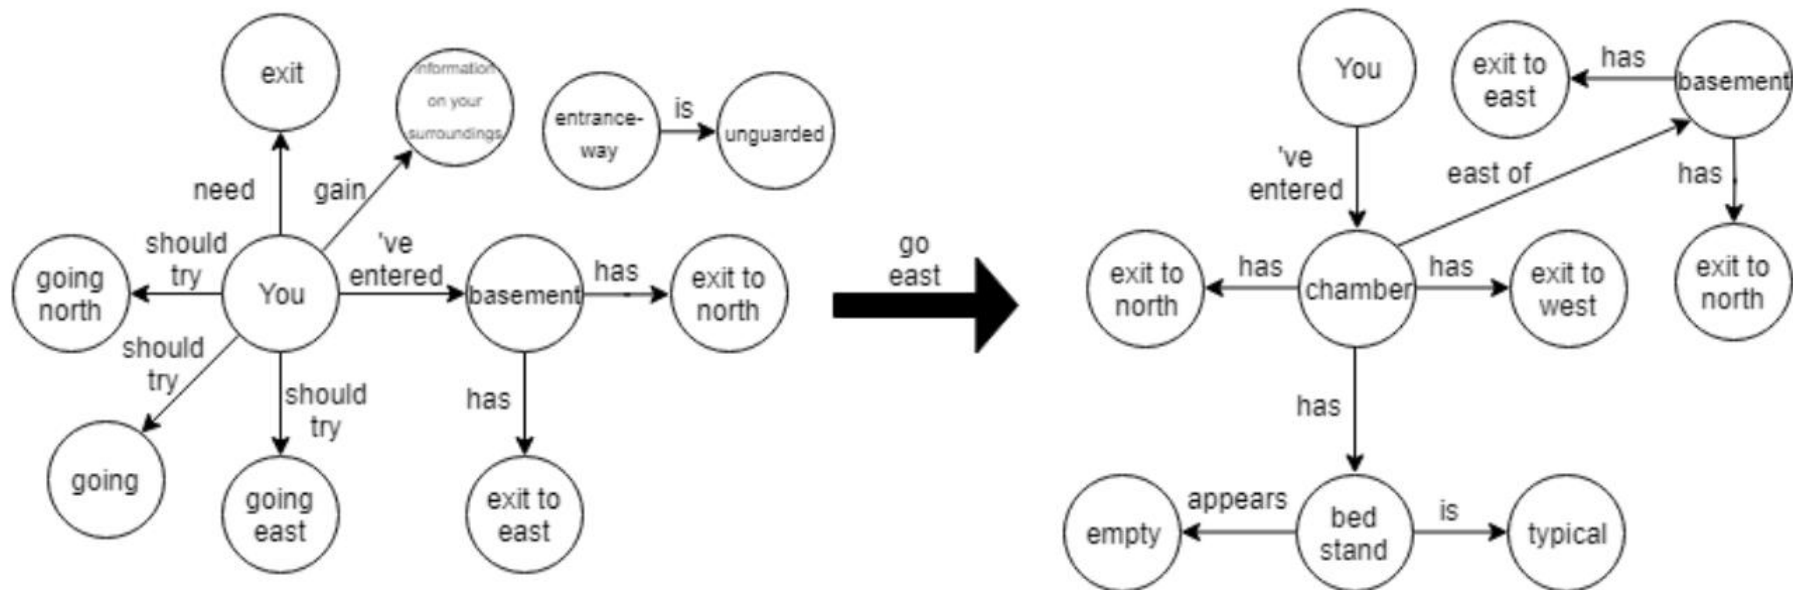 exit
information
on your
surroundings
entrance-
way
is
unguarded
need
gain
should
try
going
north
You
've
entered
basement
has
exit to
north
should
try
going
should
try
going
east
has
exit to
east
go
east
You
exit to
east
has
basement
've
entered
east of
has
exit to
north
has
chamber
has
exit to
west
exit to
north
has
empty
appears
bed
stand
is
typical